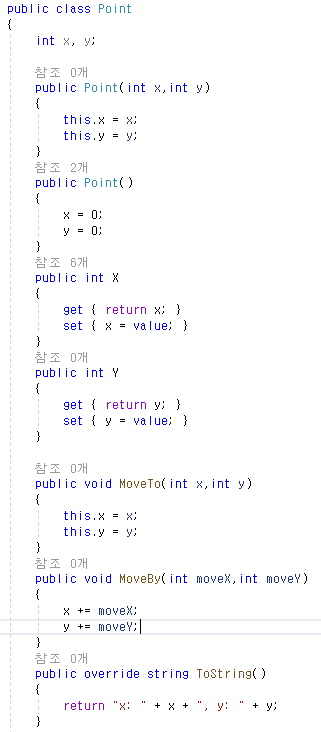 public class Point
{
int x, y;
참조 0개
public Point(int x,int y)
{
this.x = x;
this.y = y;
}
참조 2개
public Point()
{
x = 0;
y = 0;
}
참조 6개
public int X
{
get { return x; }
set { x = value; }
}
참조 0개
public int Y
{
get { return y; }
set { y = value; }
}
참조 0개
public void MoveTo(int x,int y)
{
this.x = x;
this.y = y;
}
참조 0개
public void MoveBy(int moveX,int moveY)
{
x += moveX;
y += moveY;
}
참조 0개
public override string ToString()
{
return "x: " + x + ", y: " + y;
}